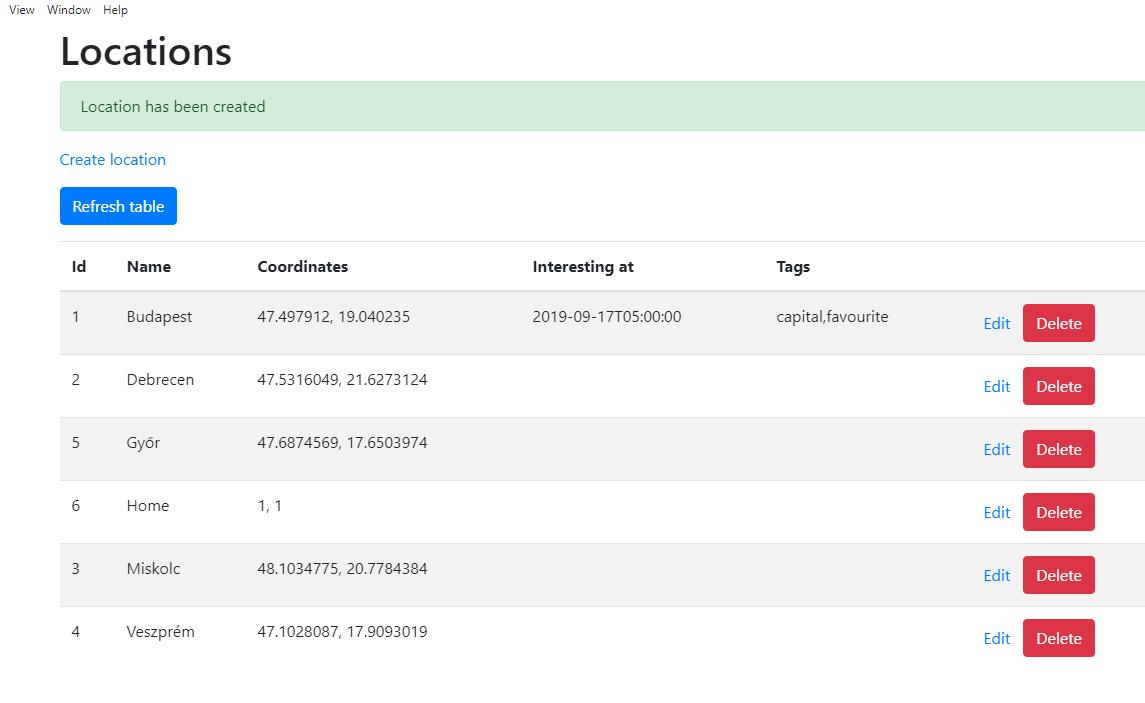 View Window Help
Locations
Location has been created
Create location
Refresh table
Id Name Coordinates Interesting at Tags
1 Budapest 47.497912, 19.040235 2019-09-17T05:00:00 capital,favourite Edit Delete
2 Debrecen 47.5316049, 21.6273124 Edit Delete
5 Győr 47.6874569, 17.6503974 Edit Delete
6 Home 1, 1 Edit Delete
3 Miskolc 48.1034775, 20.7784384 Edit Delete
4 Veszprém 47.1028087, 17.9093019 Edit Delete